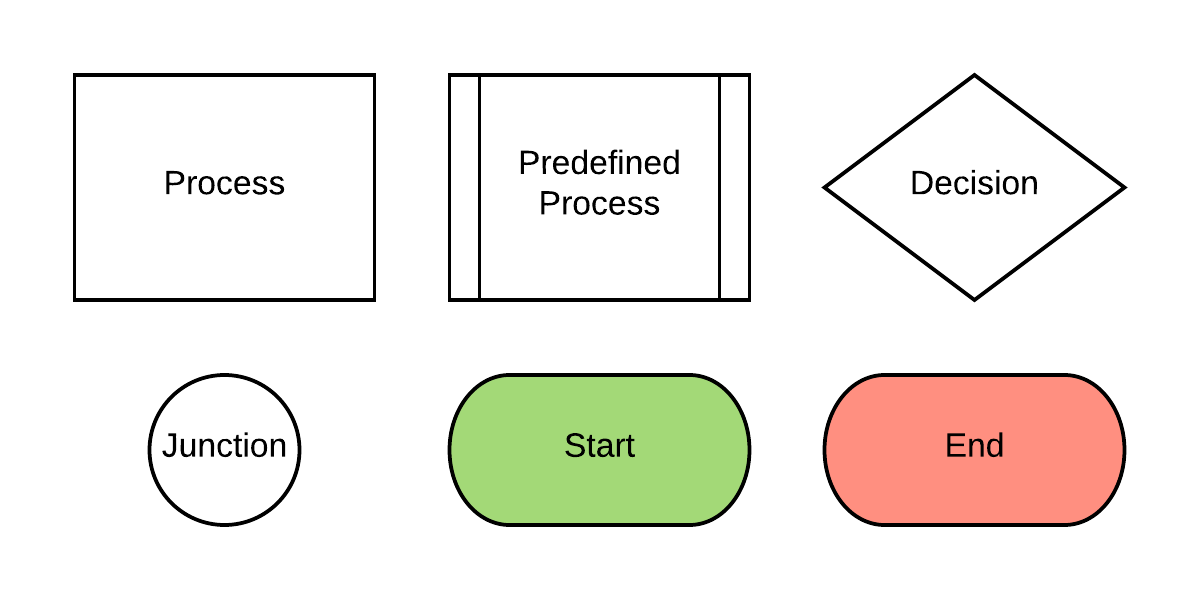 Process
Predefined
Process
Decision
Junction
Start
End